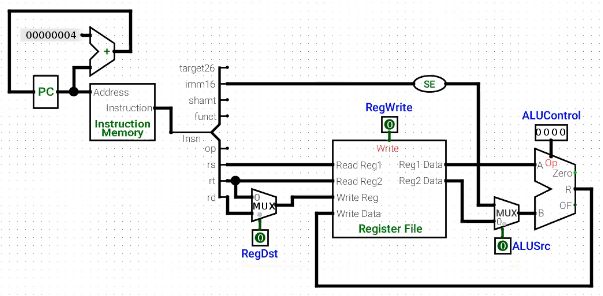 00000004
+
target26
PC
imm16
SE
Address
shamt
RegWrite
Instruction
funct
0
ALUControl
Instruction
Memory
Insn
0000
op
Write
Op
rs
Read Reg1
Reg1 Data
A
Zero
rt
Read Reg2
Reg2 Data
R
0
MUX
Write Reg
MUX
B
OF
rd
Write Data
0
Register File
0
ALUSrc
0
RegDst